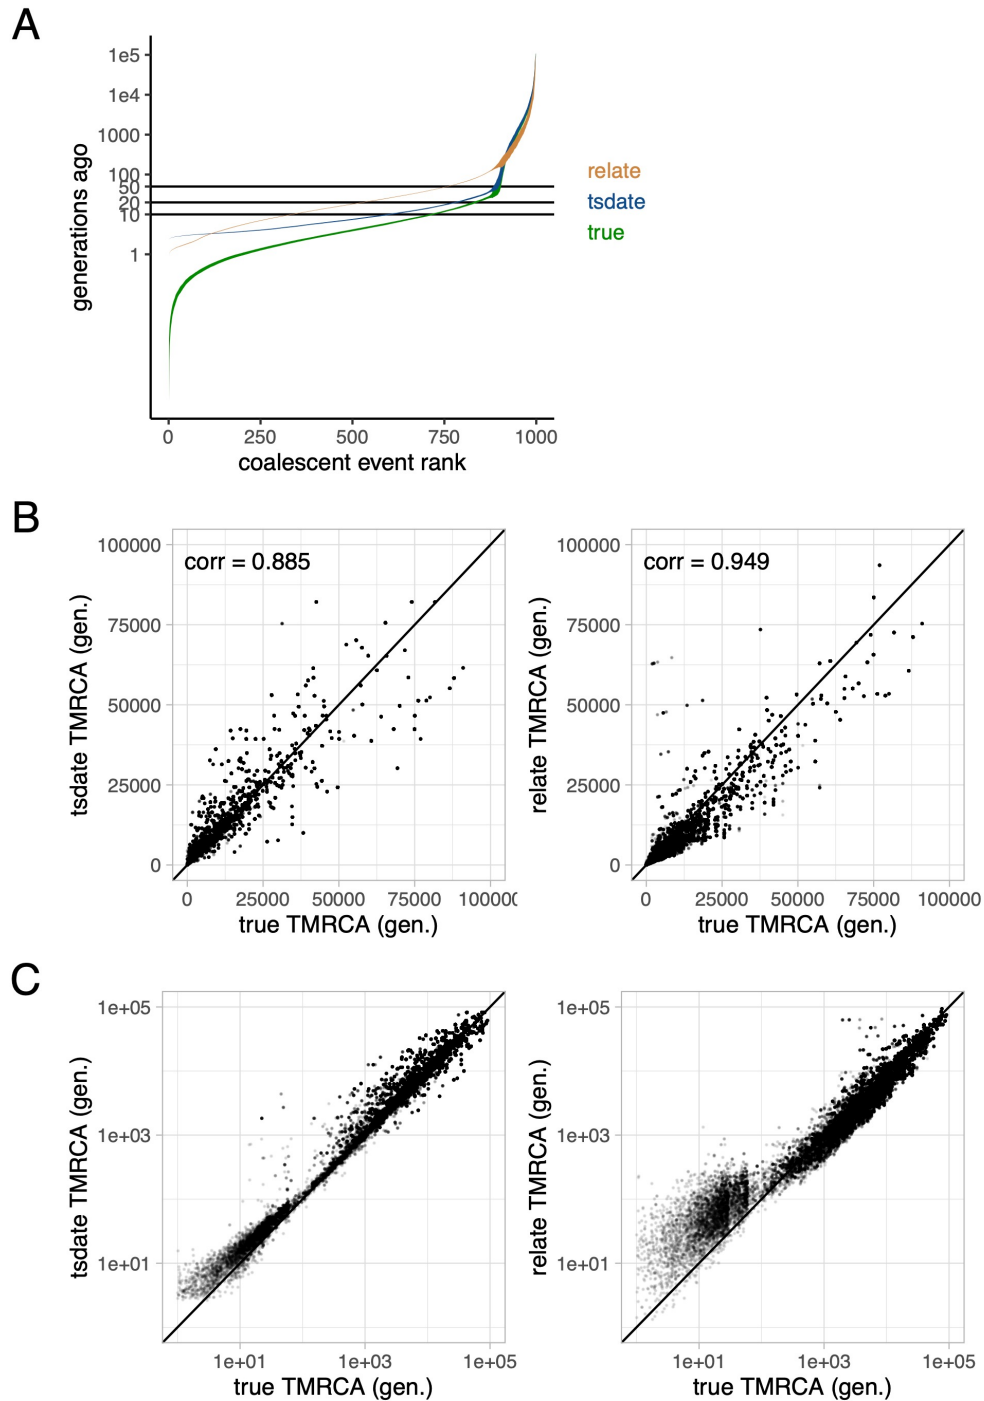 A
generations ago
1e5
1e4
1000
100
50
20
10
1
relate
tsdate
true
0 250 500 750 1000
coalescent event rank
B
tsdate TMRCA (gen.)
corr = 0.885
100000
75000
50000
25000
0
0 25000 50000 75000 100000
true TMRCA (gen.)
relate TMRCA (gen.)
corr = 0.949
100000
75000
50000
25000
0
0 25000 50000 75000 100000
true TMRCA (gen.)
C
tsdate TMRCA (gen.)
1e+05
1e+03
1e+01
1e+01 1e+03 1e+05
true TMRCA (gen.)
relate TMRCA (gen.)
1e+05
1e+03
1e+01
1e+01 1e+03 1e+05
true TMRCA (gen.)